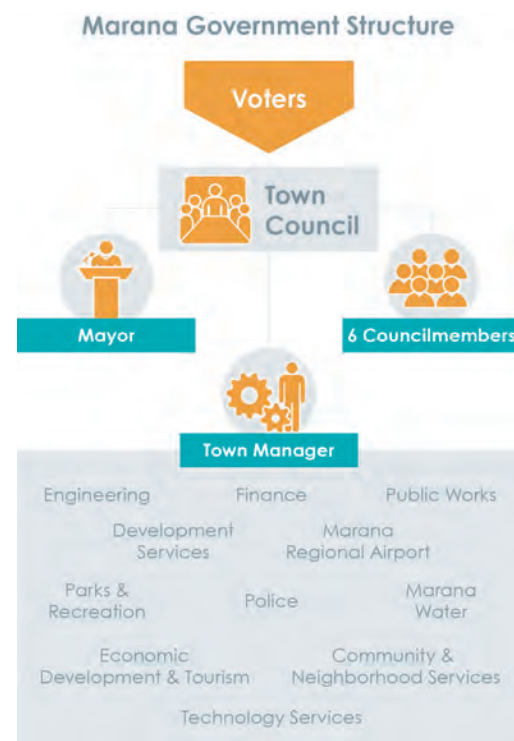 Marana Government Structure
Voters
Town
Council
Mayor
6 Councilmembers
Town Manager
Engineering
Finance
Public Works
Development
Services
Marana
Regional Airport
Parks &
Recreation
Police
Marana
Water
Economic
Development & Tourism
Community &
Neighborhood Services
Technology Services